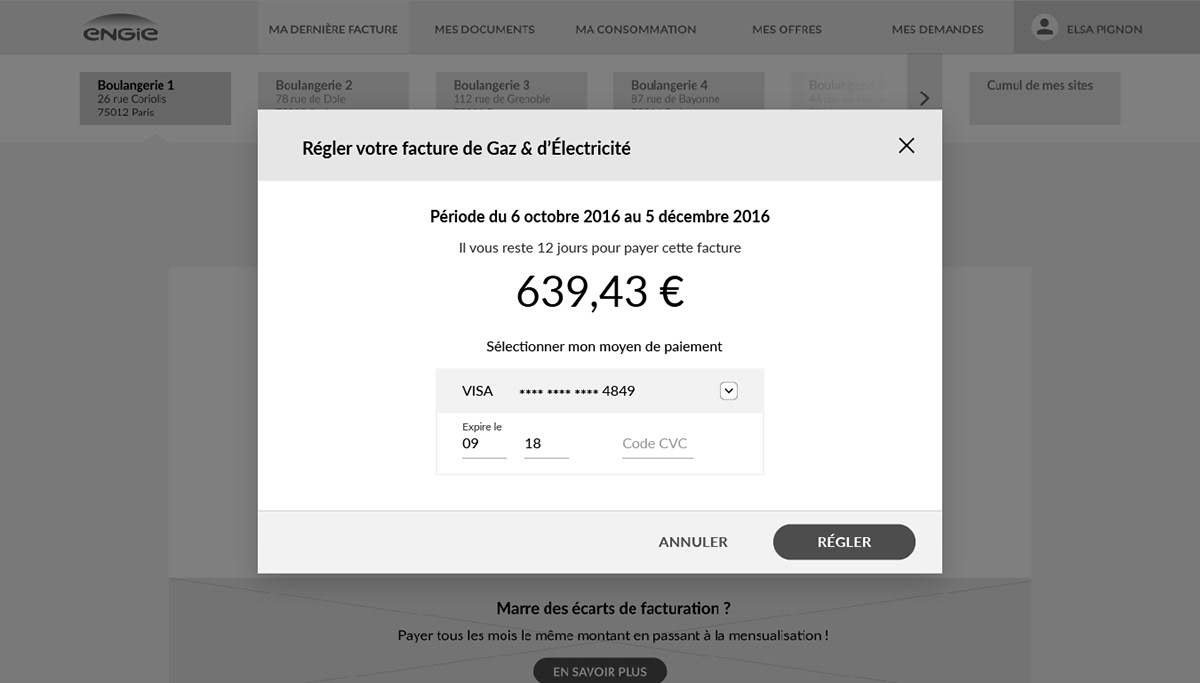 ENGIE
MA DERNIÈRE FACTURE
MES DOCUMENTS
MA CONSOMMATION
MES OFFRES
MES DEMANDES
ELSA PIGNON
Boulangerie 1
26 rue Coriolis
75012 Paris
Boulangerie 2
78 rue de Dole
Boulangerie 3
112 rue de Grenoble
Boulangerie 4
87 rue de Bayonne
Boulangerie 5
44 rue de
Cumul de mes sites
Régler votre facture de Gaz & d’Électricité
Période du 6 octobre 2016 au 5 décembre 2016
Il vous reste 12 jours pour payer cette facture
639,43 €
Sélectionner mon moyen de paiement
VISA **** **** **** 4849
Expire le
09 18 Code CVC
ANNULER
RÉGLER
Marre des écarts de facturation ?
Payer tous les mois le même montant en passant à la mensualisation !
EN SAVOIR PLUS